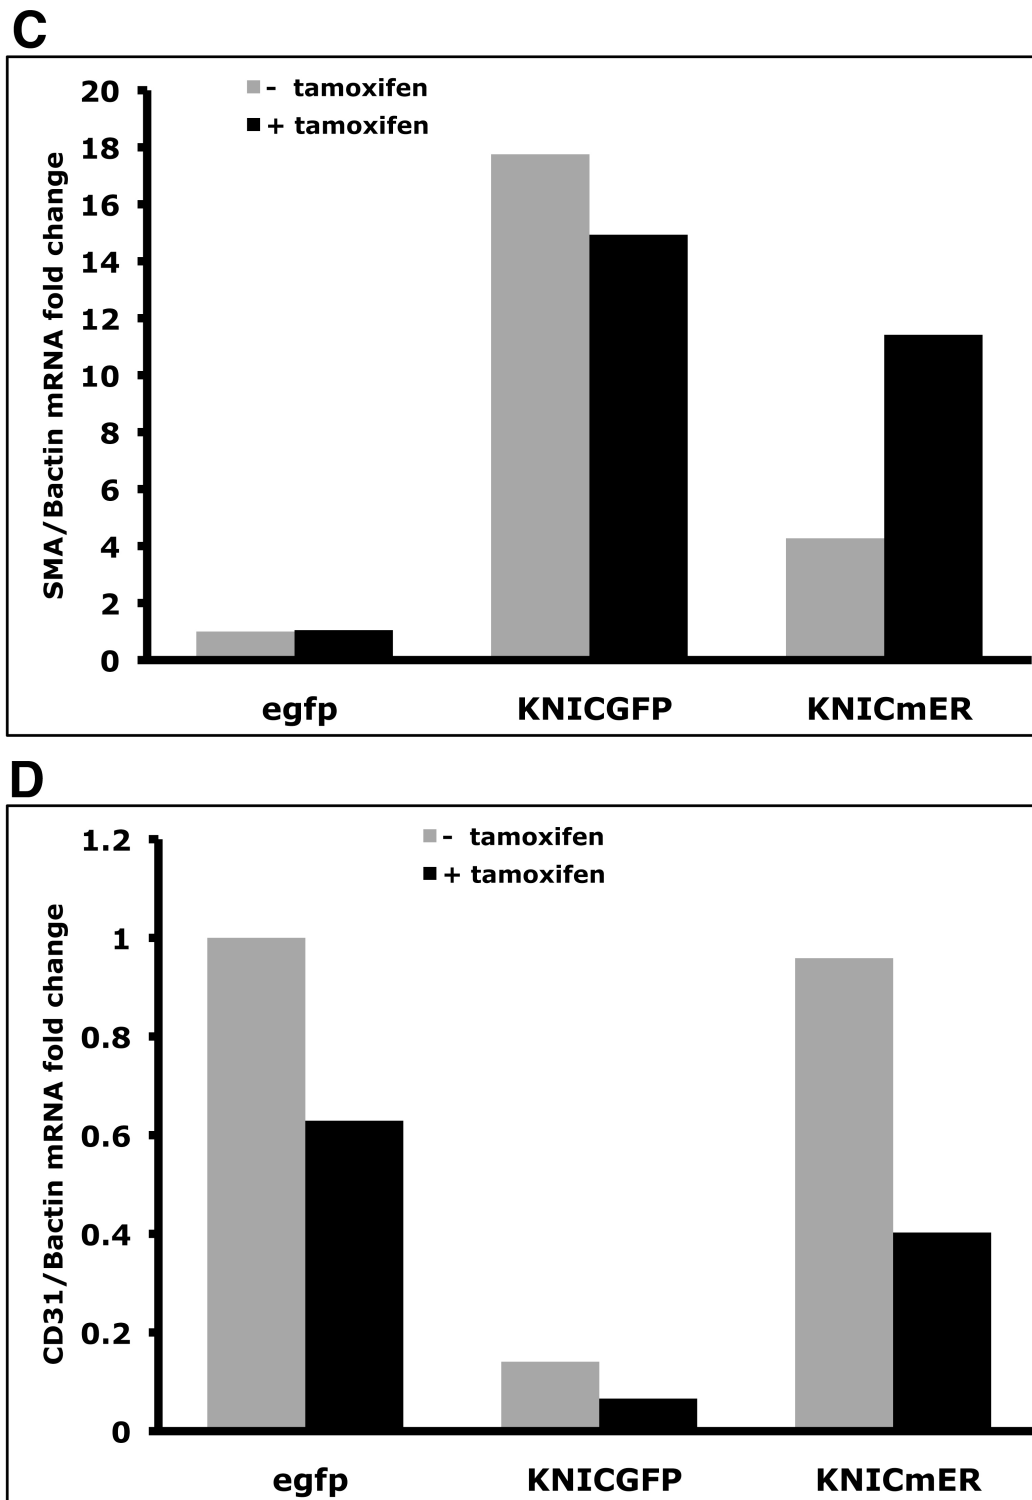 C
- tamoxifen
+ tamoxifen
SMA/Bactin mRNA fold change
20
18
16
14
12
10
8
6
4
2
0
egfp KNICGFP KNICmER
D
- tamoxifen
+ tamoxifen
CD31/Bactin mRNA fold change
1.2
1
0.8
0.6
0.4
0.2
0
egfp KNICGFP KNICmER